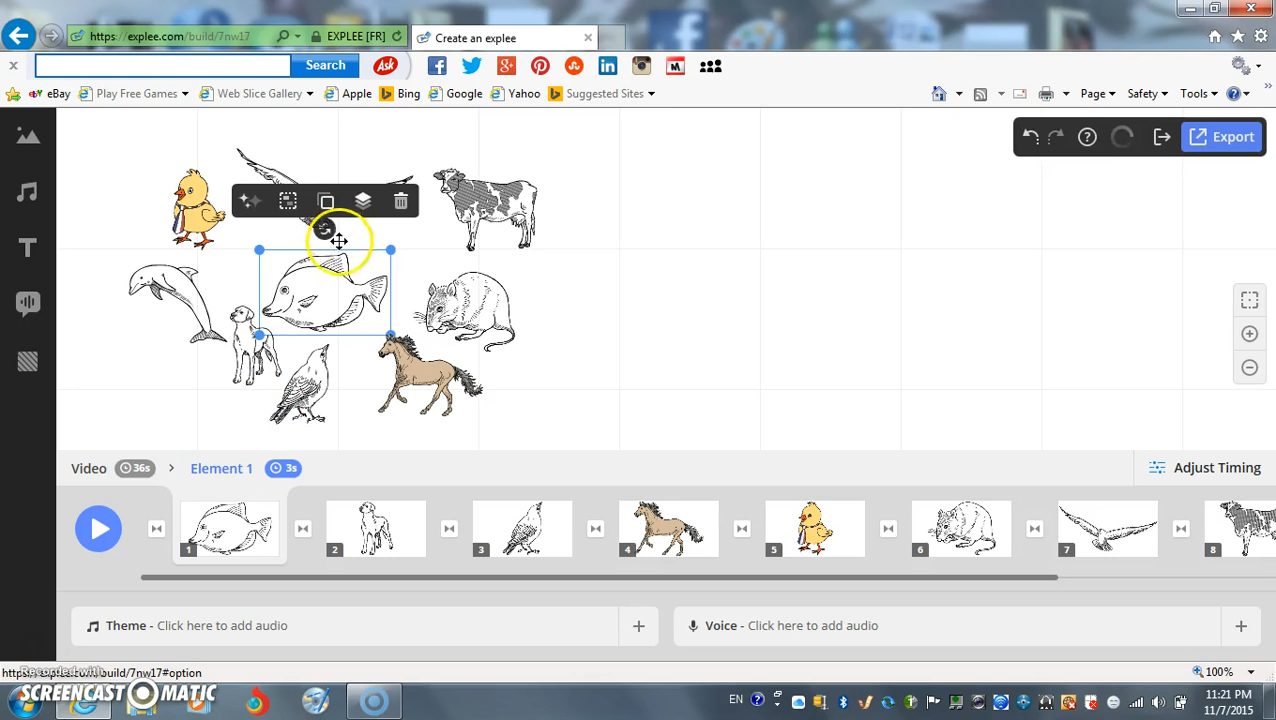 https://explee.com/build/7nw17
EXPLEE [FR]
Create an explee
Search
Ask
eBay
Play Free Games
Web Slice Gallery
Apple
Bing
Google
Yahoo
Suggested Sites
Page
Safety
Tools
Export
Video 36s
Element 1 3s
Adjust Timing
1
2
3
4
5
6
7
8
Theme - Click here to add audio
Voice - Click here to add audio
https://explee.com/build/7nw17#option
100%
Recorded with
SCREENCAST MATIC
EN
11:21 PM
11/7/2015